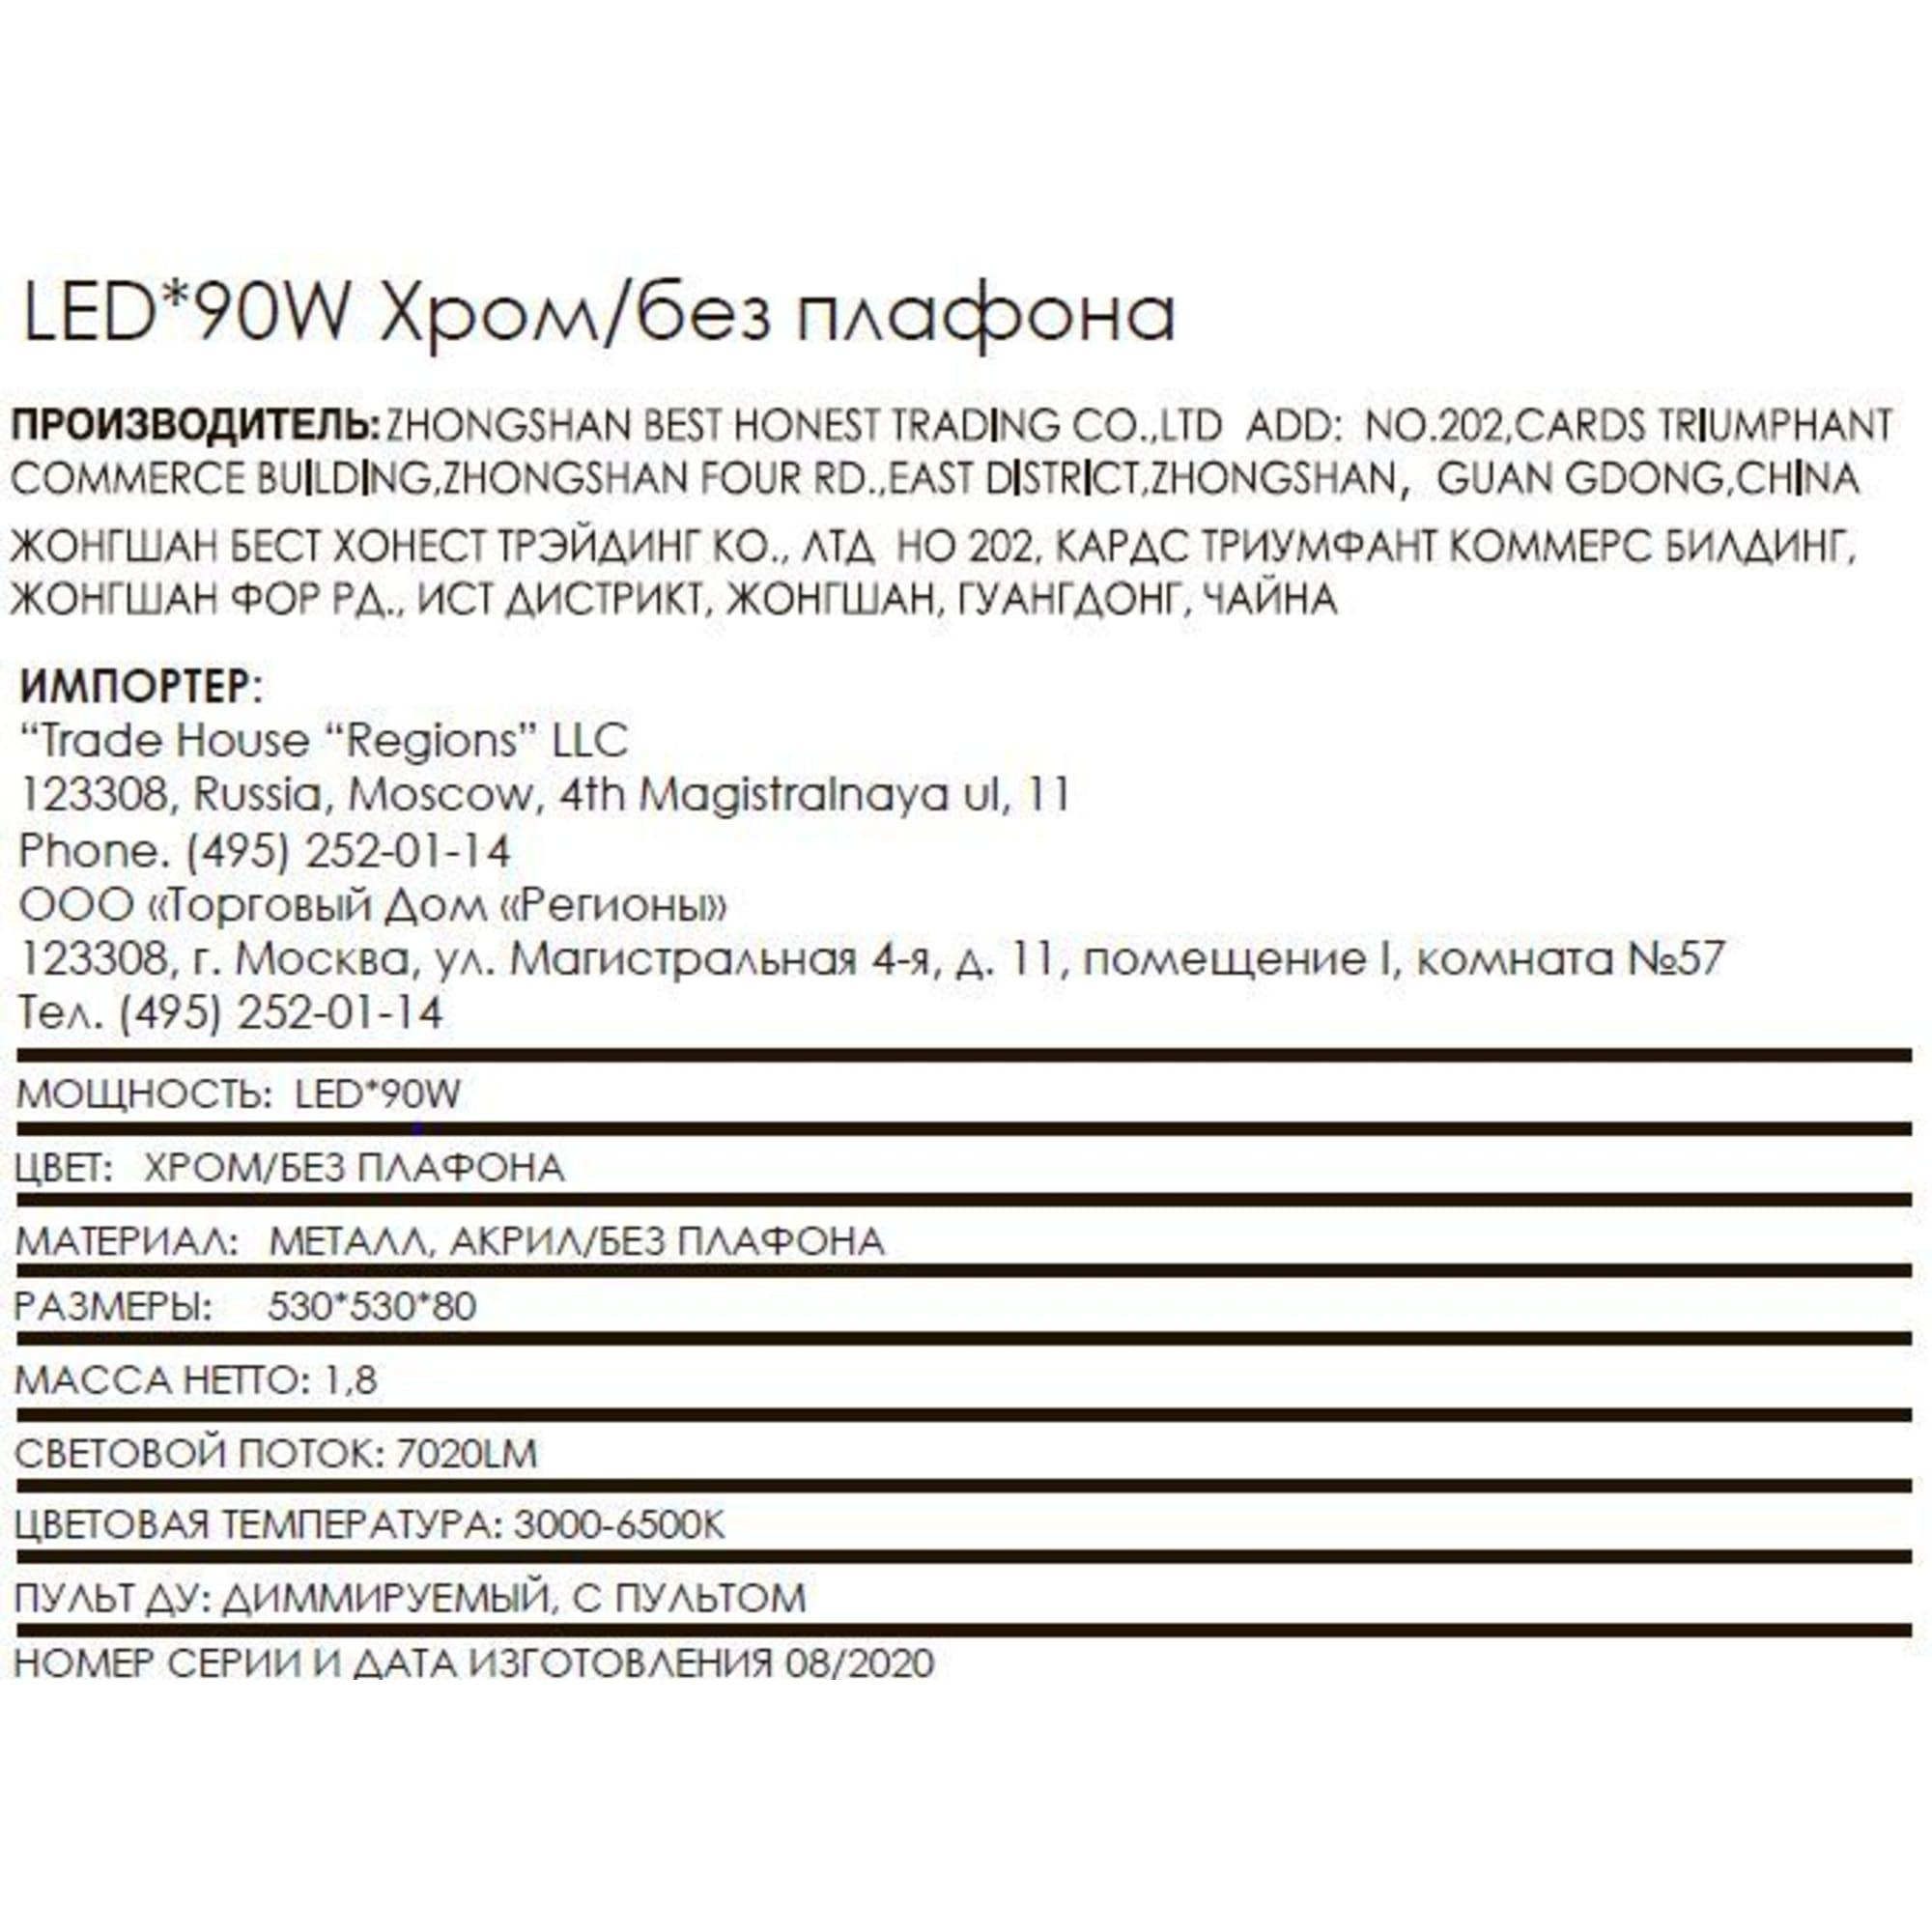 LED*90W Хром/без плафона
ПРОИЗВОДИТЕЛЬ: ZHONGSHAN BEST HONEST TRADING CO.,LTD ADD: NO.202,CARDS TRIUMPHANT
COMMERCE BUILDING,ZHONGSHAN FOUR RD.,EAST DISTRICT,ZHONGSHAN, GUAN GDONG,CHINA
ЖОНГШАН БЕСТ ХОНЕСТ ТРЭЙДИНГ КО., ЛТД НО 202, КАРДС ТРИУМФАНТ КОММЕРС БИЛДИНГ,
ЖОНГШАН ФОР РД., ИСТ ДИСТРИКТ, ЖОНГШАН, ГУАНГДОНГ, ЧАЙНА
ИМПОРТЕР:
“Trade House “Regions” LLC
123308, Russia, Moscow, 4th Magistralnaya ul, 11
Phone. (495) 252-01-14
ООО «Торговый Дом «Регионы»
123308, г. Москва, ул. Магистральная 4-я, д. 11, помещение I, комната №57
Тел. (495) 252-01-14
МОЩНОСТЬ: LED*90W
ЦВЕТ: ХРОМ/БЕЗ ПЛАФОНА
МАТЕРИАЛ: МЕТАЛЛ, АКРИЛ/БЕЗ ПЛАФОНА
РАЗМЕРЫ: 530*530*80
МАССА НЕТТО: 1,8
СВЕТОВОЙ ПОТОК: 7020LM
ЦВЕТОВАЯ ТЕМПЕРАТУРА: 3000-6500K
ПУЛЬТ ДУ: ДИММИРУЕМЫЙ, С ПУЛЬТОМ
НОМЕР СЕРИИ И ДАТА ИЗГОТОВЛЕНИЯ 08/2020